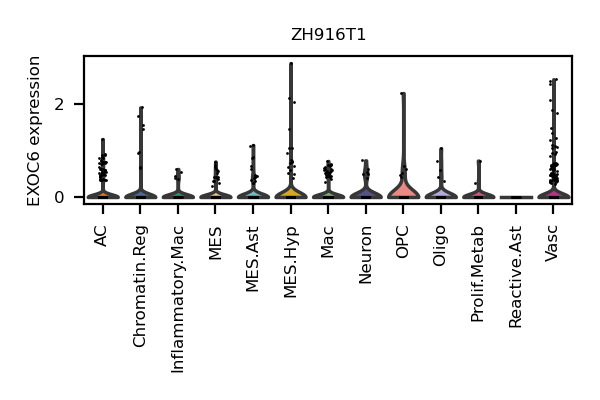 ZH916T1
EXOC6 expression
2
0
AC
Chromatin.Reg
Inflammatory.Mac
MES
MES.Ast
MES.Hyp
Mac
Neuron
OPC
Oligo
Prolif.Metab
Reactive.Ast
Vasc